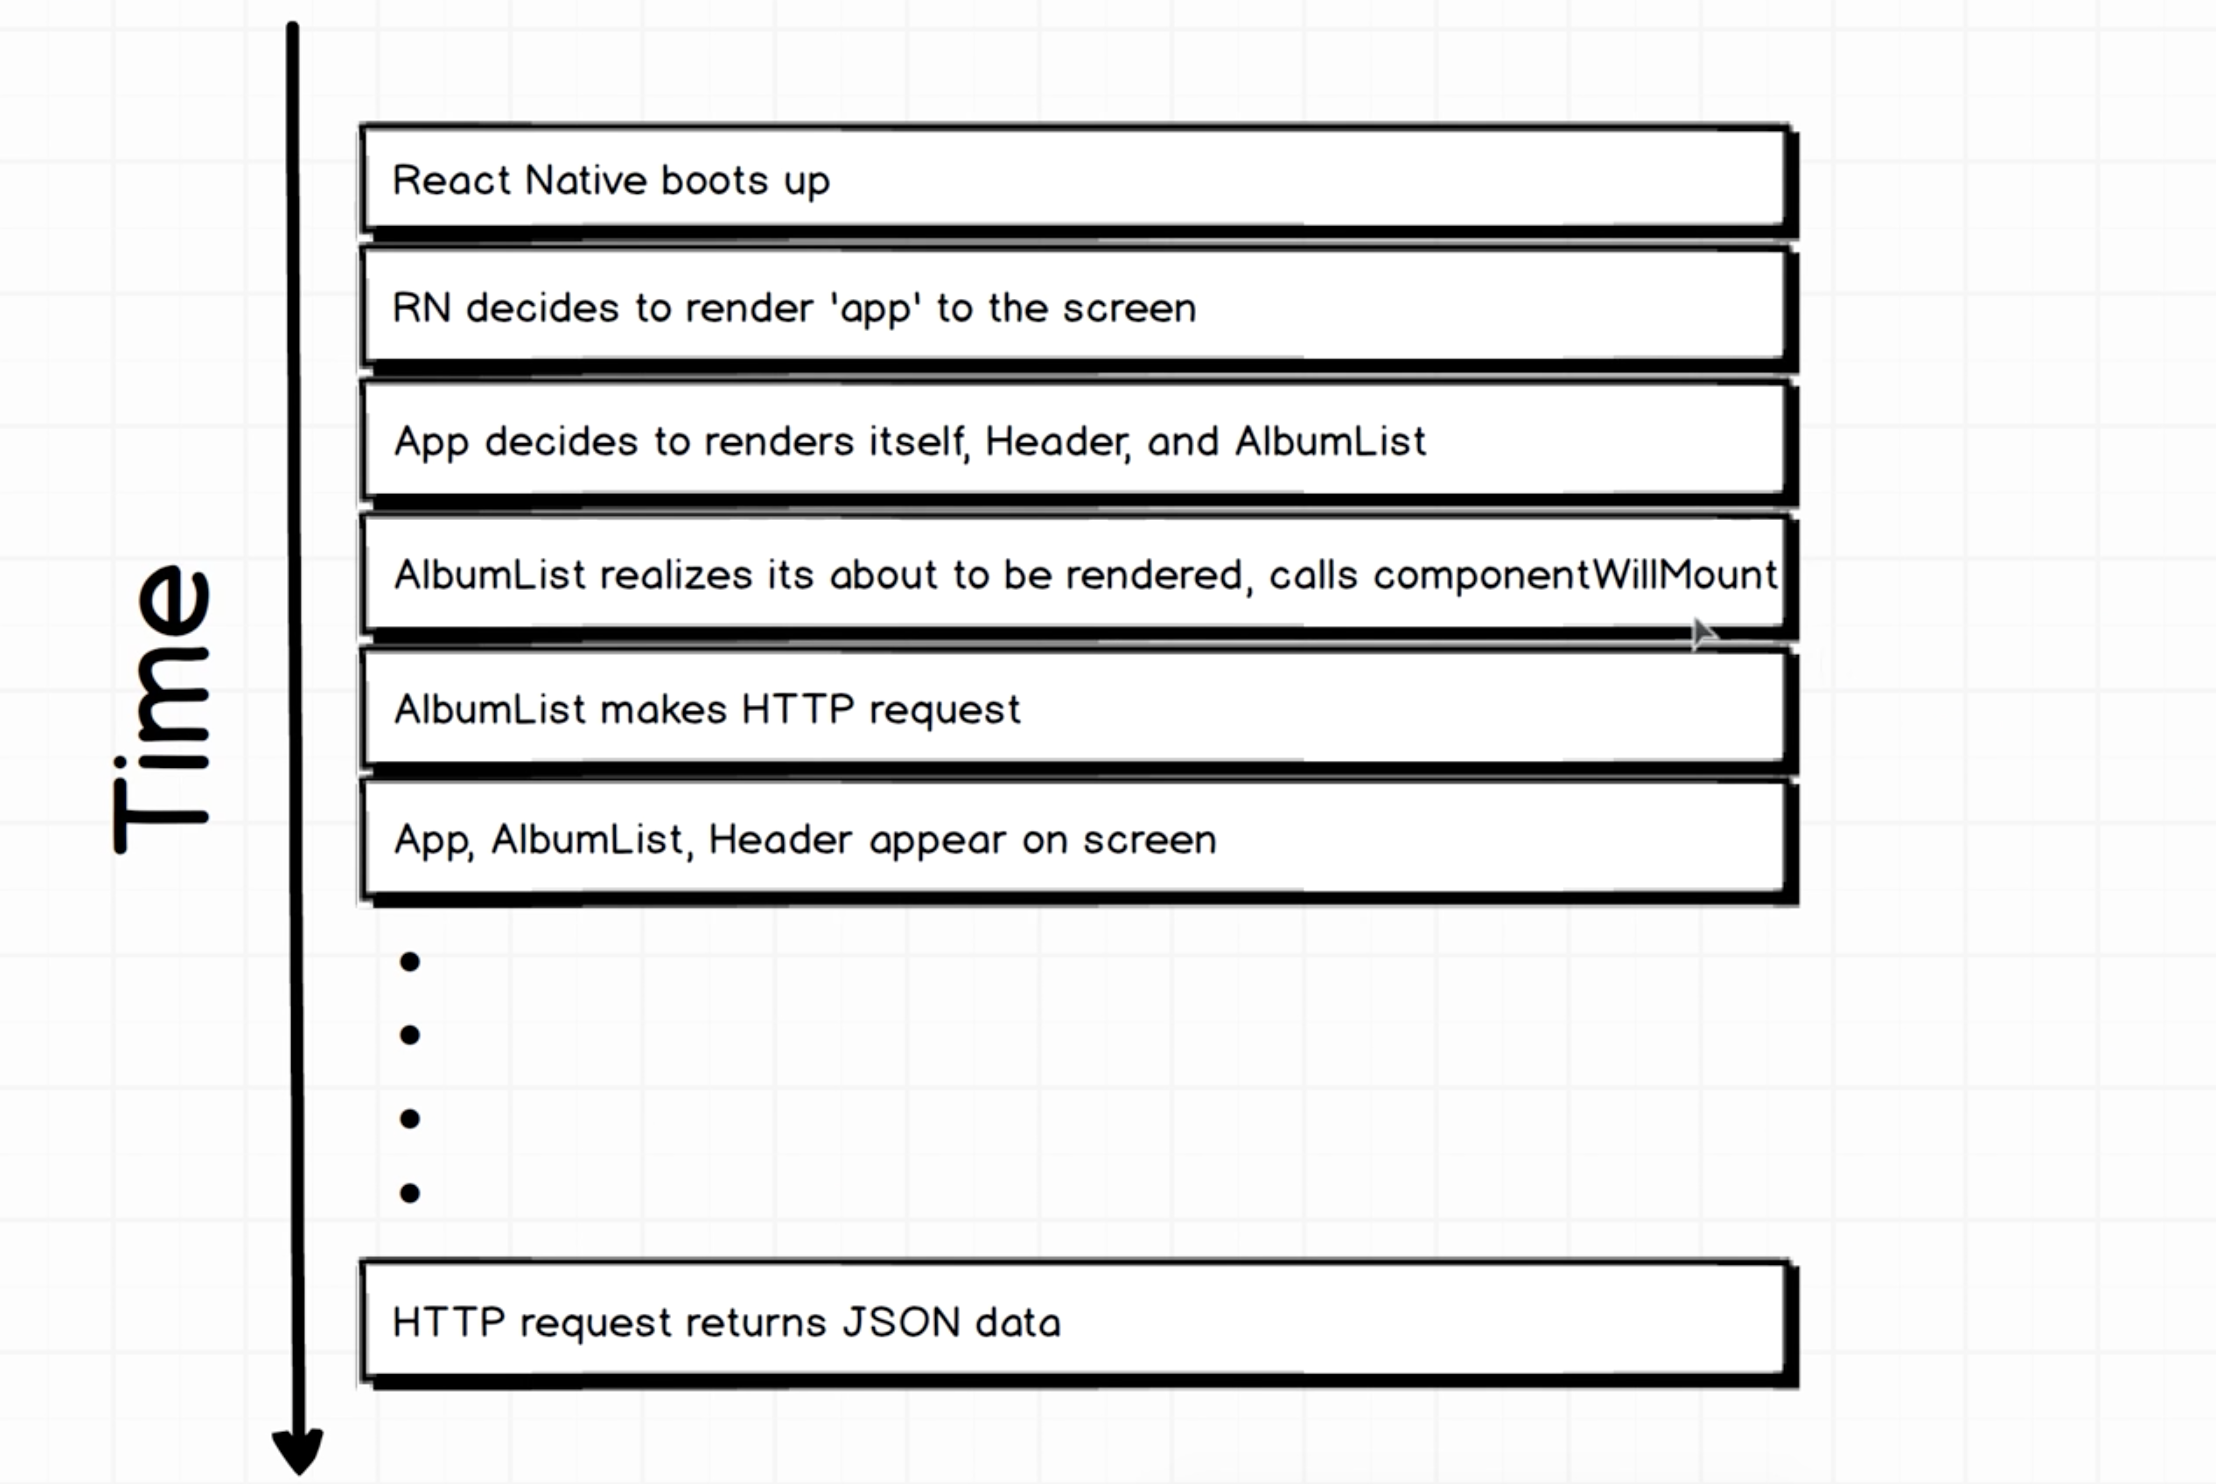 Time
React Native boots up
RN decides to render 'app' to the screen
App decides to renders itself, Header, and AlbumList
AlbumList realizes its about to be rendered, calls componentWillMount
AlbumList makes HTTP request
App, AlbumList, Header appear on screen
HTTP request returns JSON data